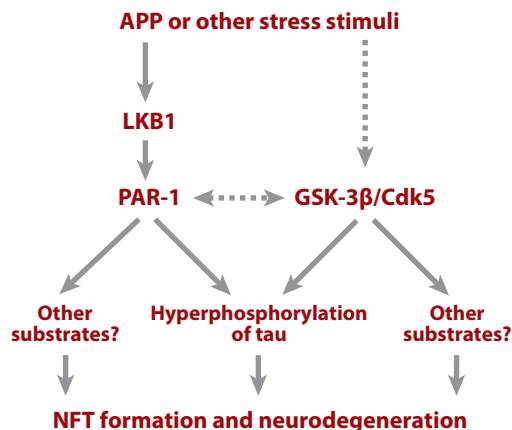 APP or other stress stimuli
LKB1
PAR-1
GSK-3β/Cdk5
Other
substrates?
Hyperphosphorylation
of tau
Other
substrates?
NFT formation and neurodegeneration